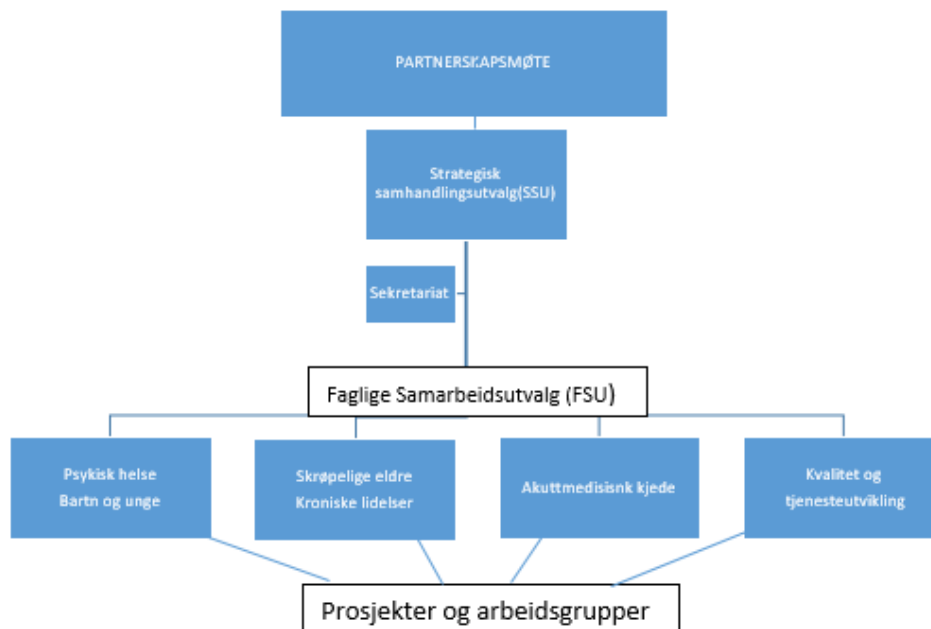 PARTNERSKAPSMØTE
Strategisk
samhandlingsutvalg(SSU)
Sekretariat
Faglige Samarbeidsutvalg (FSU)
Psykisk helse
Bartn og unge
Skrøpelige eldre
Kroniske lidelser
Akuttmedisisnk kjede
Kvalitet og
tjenesteutvikling
Prosjekter og arbeidsgrupper